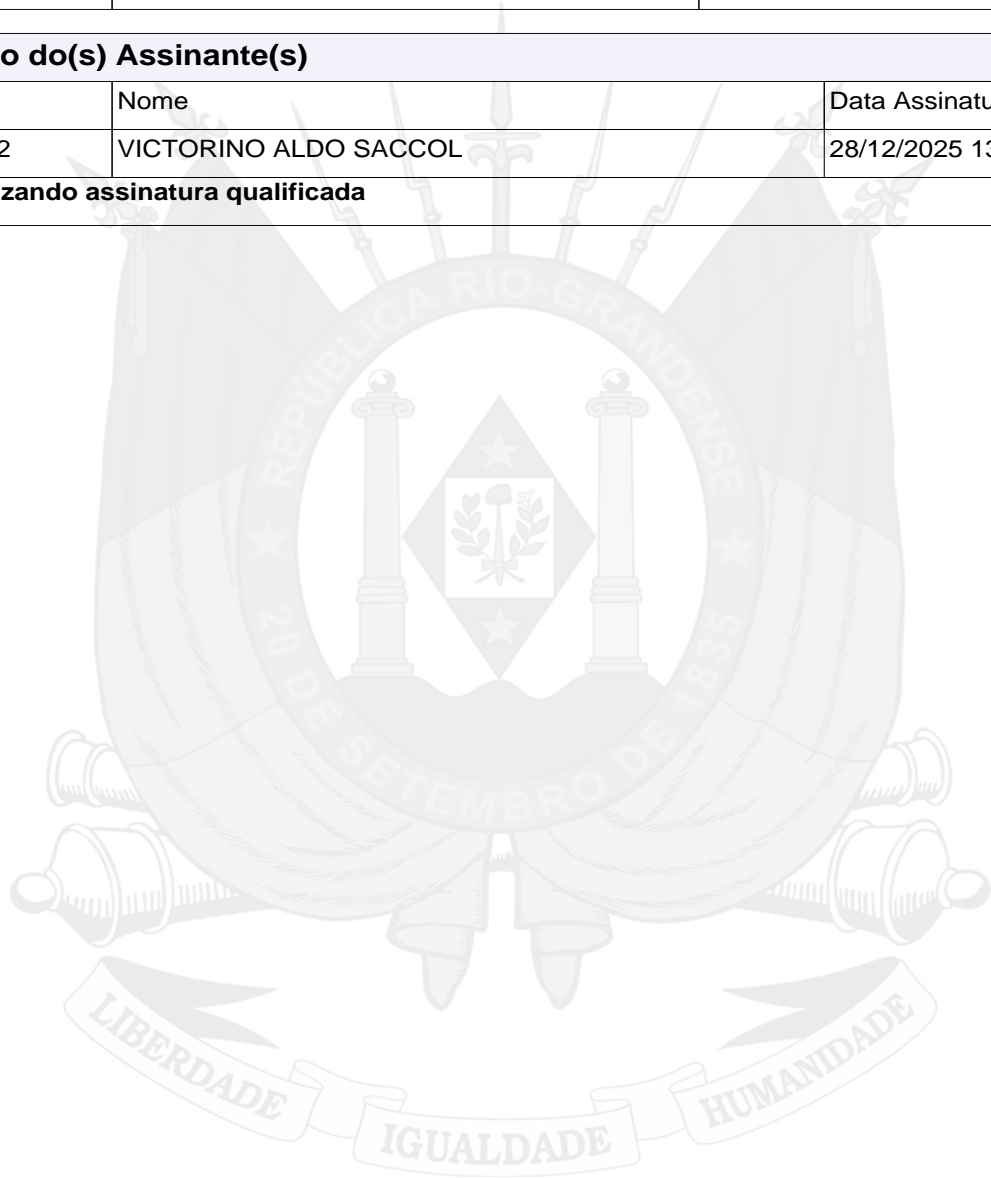 o do(s) Assinante(s)
Nome Data Assinatu
2 VICTORINO ALDO SACCOL 28/12/2025 13
zando assinatura qualificada
REPÚBLICA RIO-GRANDENSE
20 DE SETEMBRO DE 1835
LIBERDADE IGUALDADE HUMANIDADE